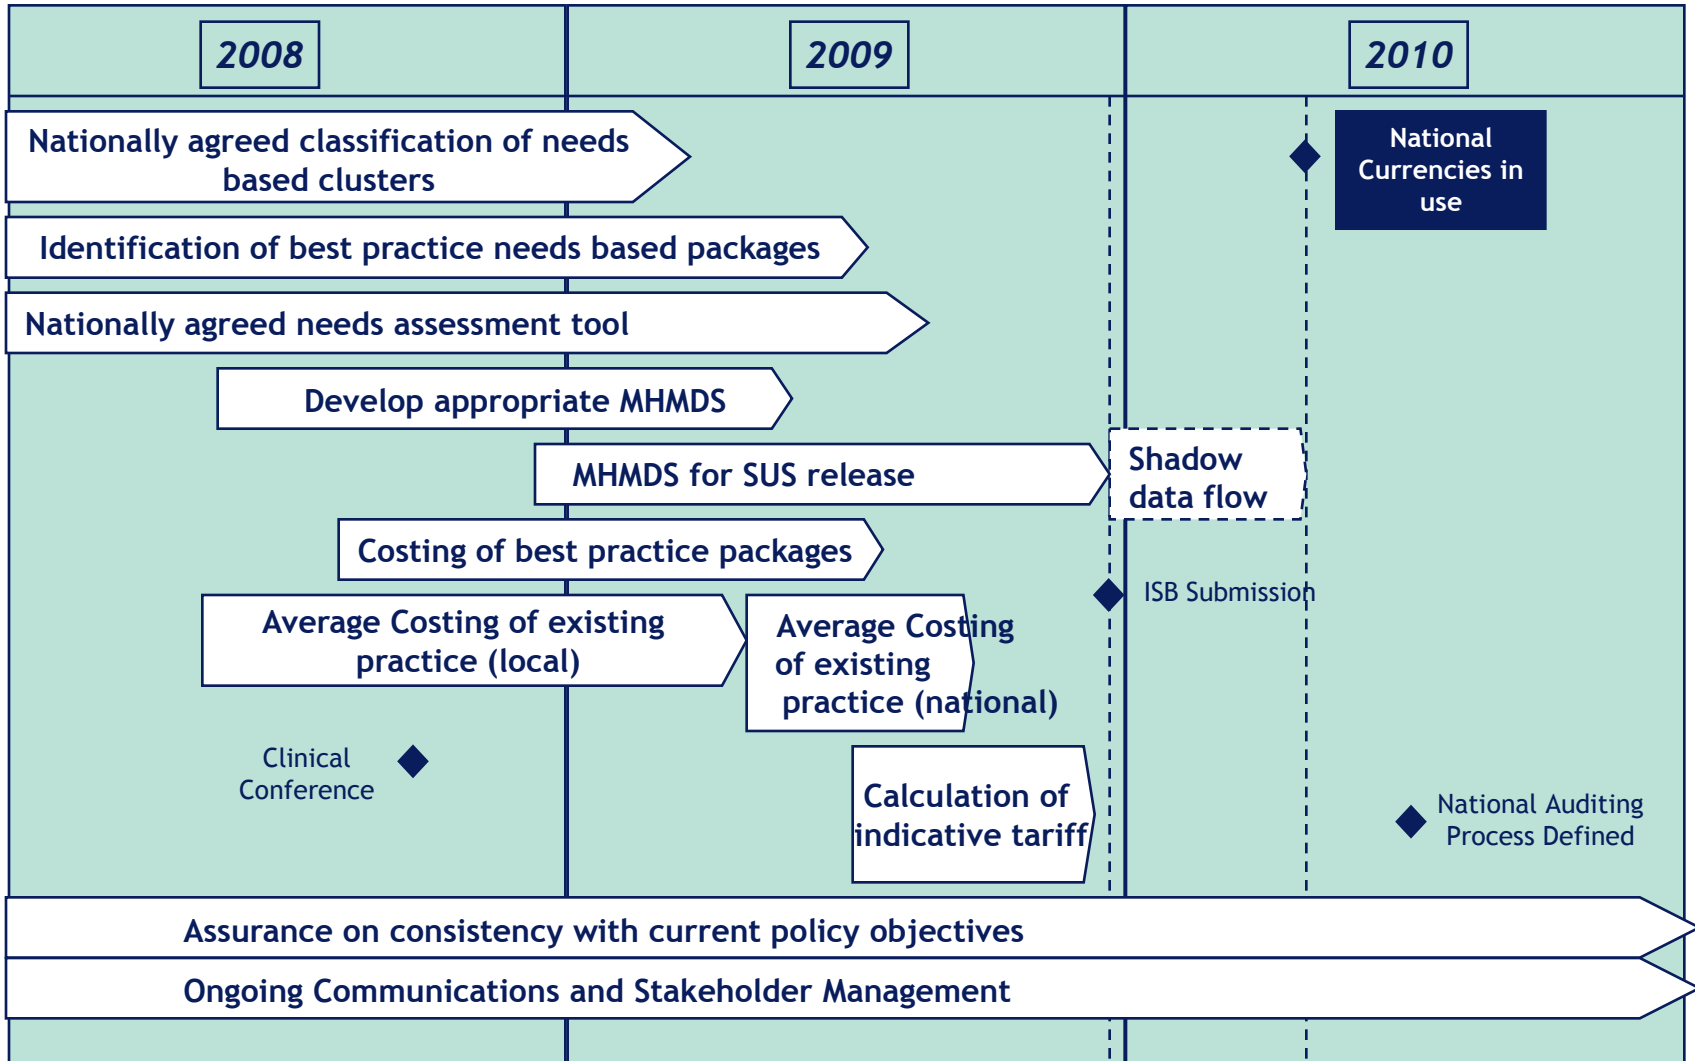 2008
2009
2010
Nationally agreed classification of needs
based clusters
National
Currencies in
use
Identification of best practice needs based packages
Nationally agreed needs assessment tool
Develop appropriate MHMDS
MHMDS for SUS release
Shadow
data flow
Costing of best practice packages
ISB Submission
Average Costing of existing
practice (local)
Average Costing
of existing
practice (national)
Clinical
Conference
Calculation of
indicative tariff
National Auditing
Process Defined
Assurance on consistency with current policy objectives
Ongoing Communications and Stakeholder Management